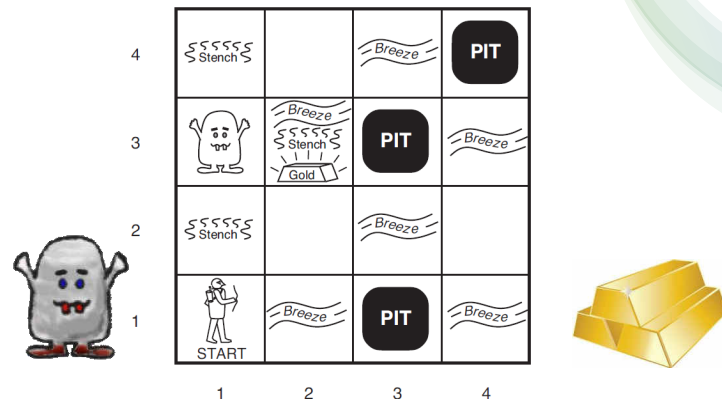 4
Stench
Breeze
PIT
3
Breeze
Stench
Gold
PIT
Breeze
2
Stench
Breeze
1
START
Breeze
PIT
Breeze
1 2 3 4